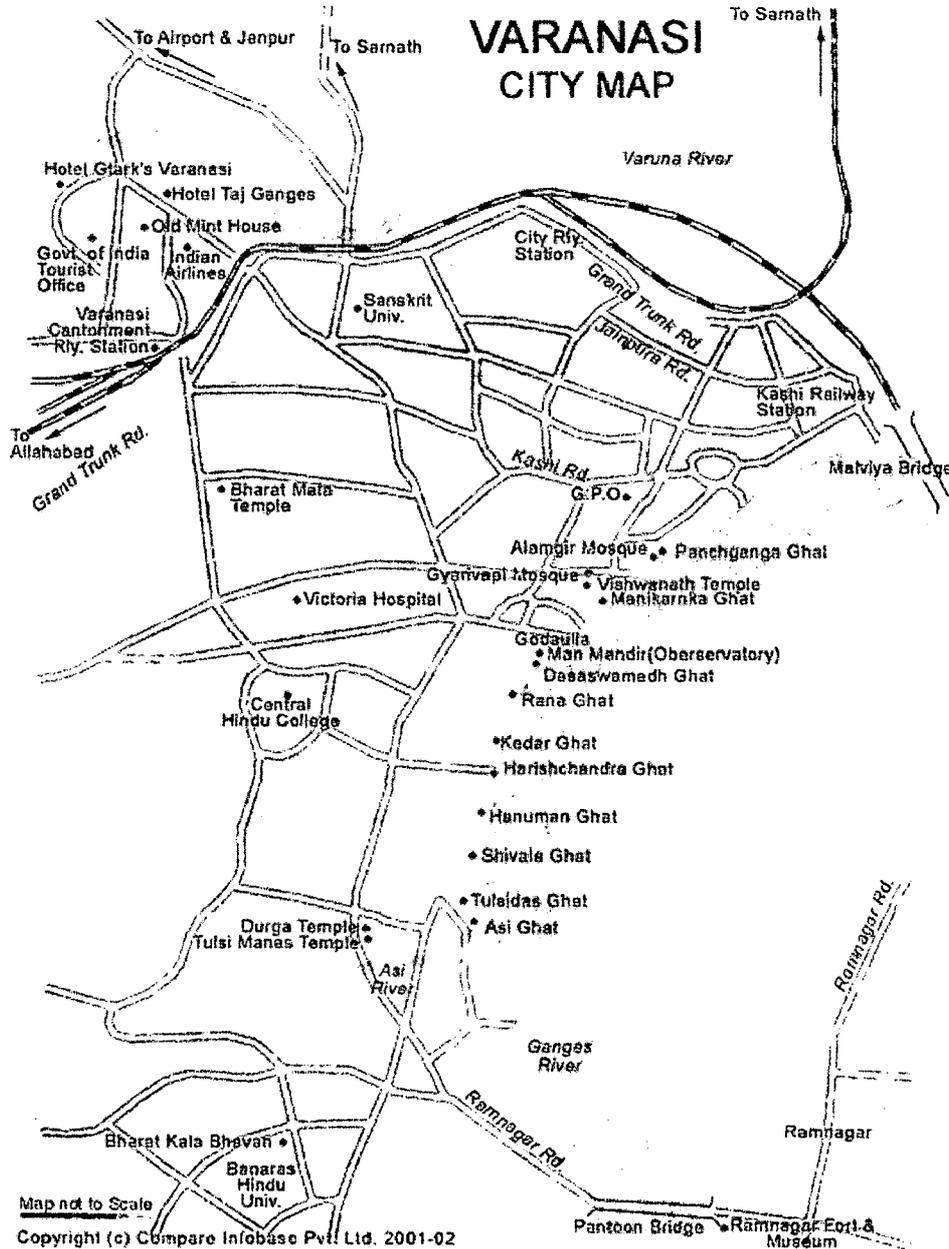 VARANASI
CITY MAP
To Airport & Janpur
To Sarnath
To Sarnath
Varuna River
Hotel Glark's Varanasi
Hotel Taj Ganges
Old Mint House
Govt. of India
Tourist
Office
Indian
Airlines
City Rly.
Station
Grand Trunk Rd.
Jaitpura Rd.
Sanskrit
Univ.
Varanasi
Cantonment
Rly. Station
Kashi Railway
Station
To
Allahabad
Grand Trunk Rd.
Malviya Bridge
Kashi Rd.
G.P.O.
Bharat Mata
Temple
Alamgir Mosque
Panchganga Ghat
Gyanvapi Mosque
Vishwanath Temple
Manikarnka Ghat
Victoria Hospital
Godaulia
Man Mandir(Oberservatory)
Dasaswamedh Ghat
Rana Ghat
Central
Hindu College
Kedar Ghat
Harishchandra Ghat
Hanuman Ghat
Shivala Ghat
Tulsidas Ghat
Asi Ghat
Durga Temple
Tulsi Manas Temple
Asi
River
Ramnagar Rd.
Ganges
River
Ramnagar Rd.
Ramnagar
Bharat Kala Bhavan
Banaras
Hindu
Univ.
Map not to Scale
Pantoon Bridge
Ramnagar Fort &
Museum
Copyright (c) Compare Infobase Pvt. Ltd. 2001-02